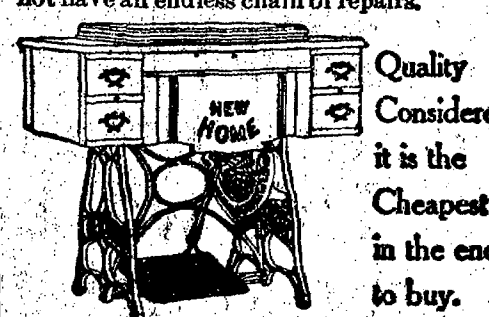 not have an endless chain of repairs.
NEW
HOME
Quality
Considere
it is the
Cheapest
in the end
to buy.